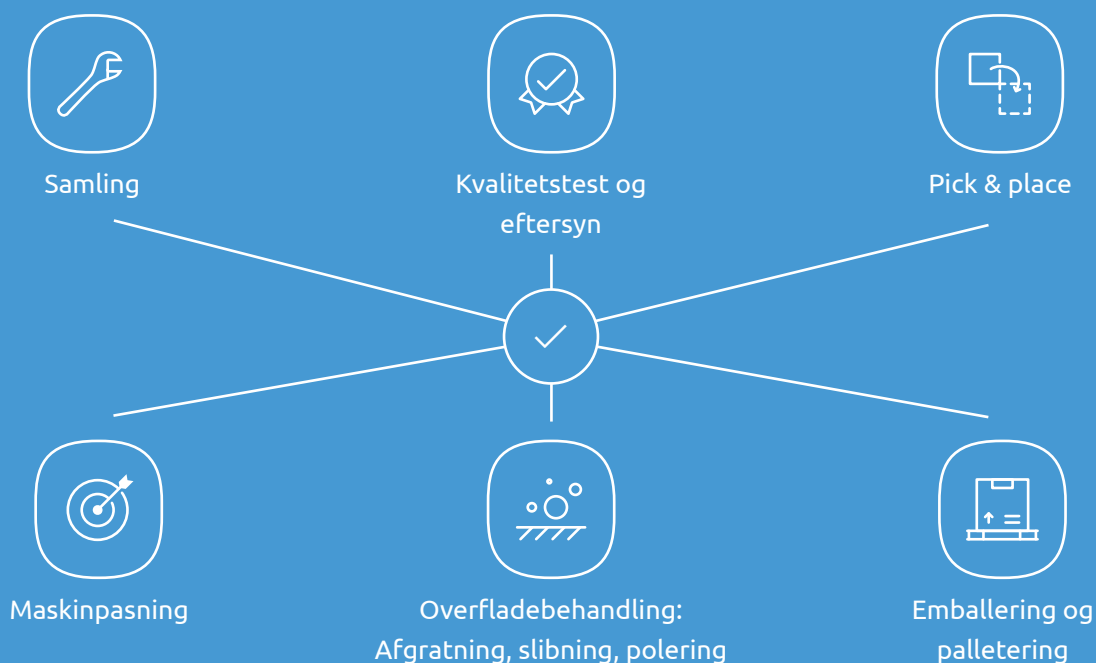 Samling
Kvalitetstest og
eftersyn
Pick & place
Maskinpasning
Overfladebehandling:
Afgratning, slibning, polering
Emballering og
palletering